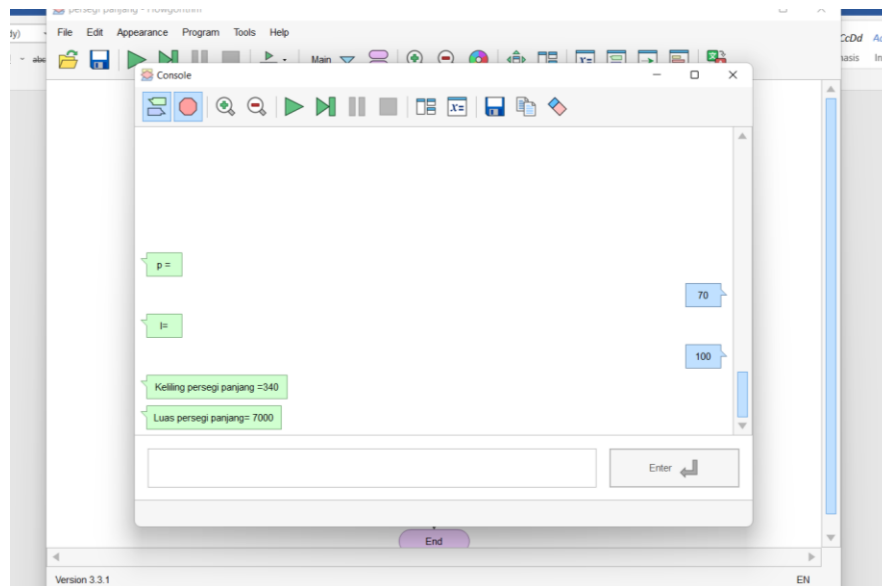 persegi panjang - Flowgorithm
File Edit Appearance Program Tools Help
Main
CcDd
Console
p =
70
l=
100
Keliling persegi panjang =340
Luas persegi panjang= 7000
Enter
End
Version 3.3.1
EN